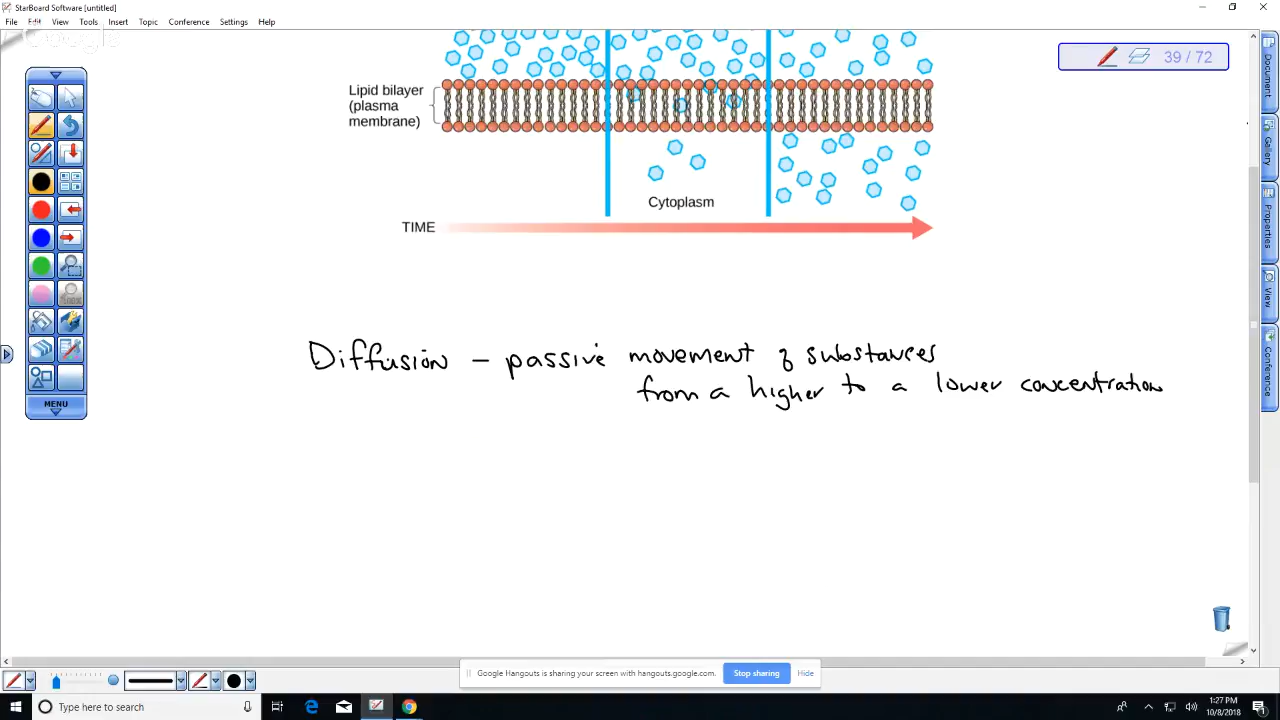 StarBoard Software [untitled]
File Edit View Tools Insert Topic Conference Settings Help
39 / 72
Lipid bilayer
(plasma
membrane)
Cytoplasm
TIME
Diffusion – passive movement of substances
from a higher to a lower concentration
MENU
Document
Gallery
Properties
View
Conference
Google Hangouts is sharing your screen with hangouts.google.com.
Stop sharing
Hide
Type here to search
1:27 PM
10/8/2018